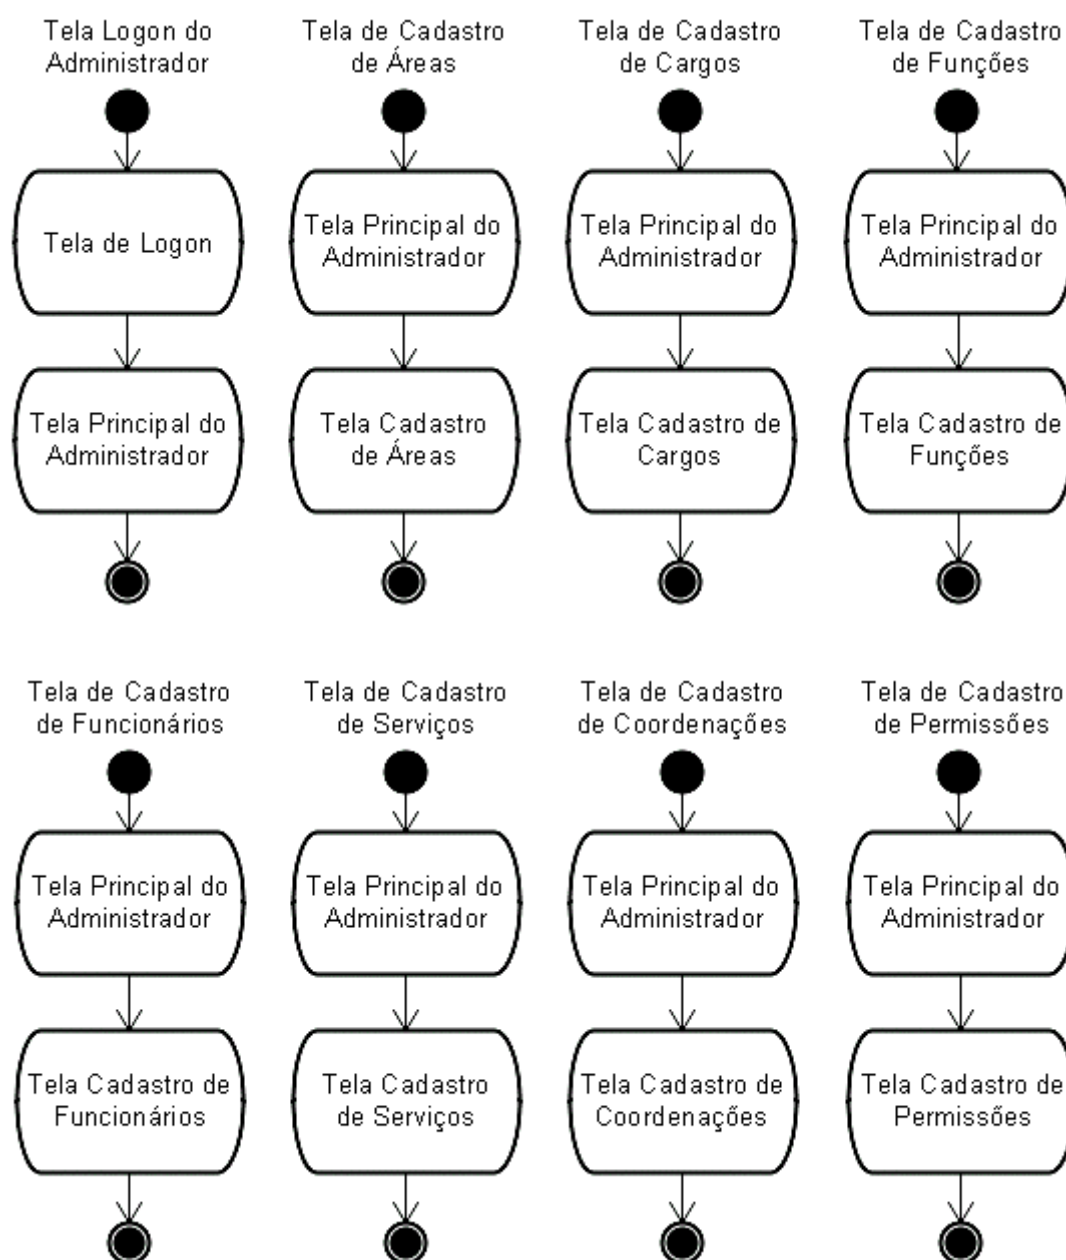 Tela Logon do
Administrador
Tela de Cadastro
de Áreas
Tela de Cadastro
de Cargos
Tela de Cadastro
de Funções
Tela de Logon
Tela Principal do
Administrador
Tela Principal do
Administrador
Tela Principal do
Administrador
Tela Principal do
Administrador
Tela Cadastro
de Áreas
Tela Cadastro de
Cargos
Tela Cadastro de
Funções
Tela de Cadastro
de Funcionários
Tela de Cadastro
de Serviços
Tela de Cadastro
de Coordenações
Tela de Cadastro
de Permissões
Tela Principal do
Administrador
Tela Principal do
Administrador
Tela Principal do
Administrador
Tela Principal do
Administrador
Tela Cadastro de
Funcionários
Tela Cadastro
de Serviços
Tela Cadastro de
Coordenações
Tela Cadastro de
Permissões